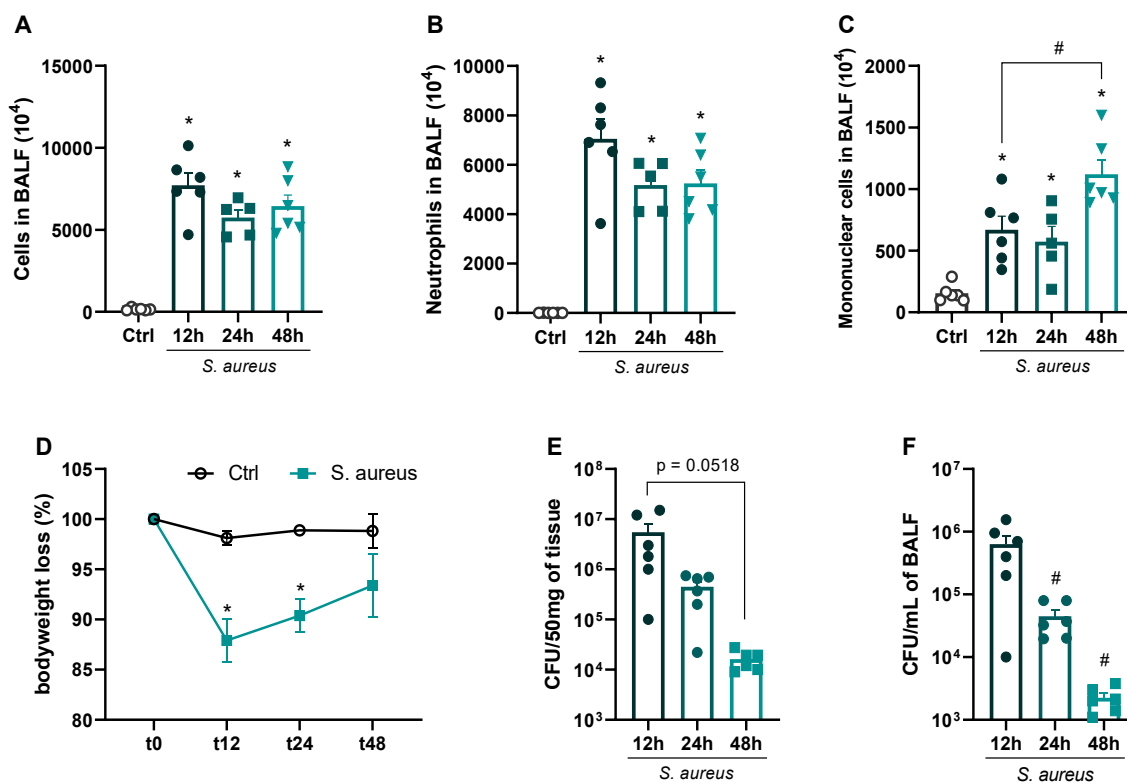 A
Cells in BALF (10⁴)
15000
10000
5000
0
*
*
*
Ctrl 12h 24h 48h
S. aureus
B
Neutrophils in BALF (10⁴)
10000
8000
6000
4000
2000
0
*
*
*
Ctrl 12h 24h 48h
S. aureus
C
Mononuclear cells in BALF (10⁴)
2000
1500
1000
500
0
#
*
*
*
Ctrl 12h 24h 48h
S. aureus
D
bodyweight loss (%)
105
100
95
90
85
80
Ctrl S. aureus
*
*
t0 t12 t24 t48
E
CFU/50mg of tissue
10⁸
10⁷
10⁶
10⁵
10⁴
10³
p = 0.0518
12h 24h 48h
S. aureus
F
CFU/mL of BALF
10⁷
10⁶
10⁵
10⁴
10³
#
#
12h 24h 48h
S. aureus